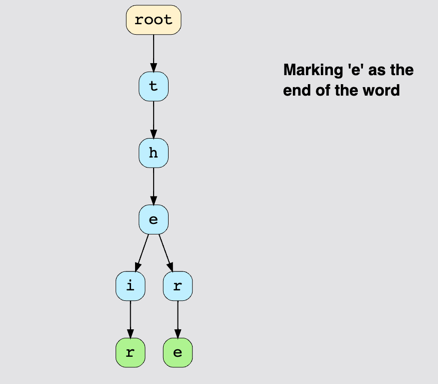 root
t
Marking 'e' as the
end of the word
h
e
i r
r e